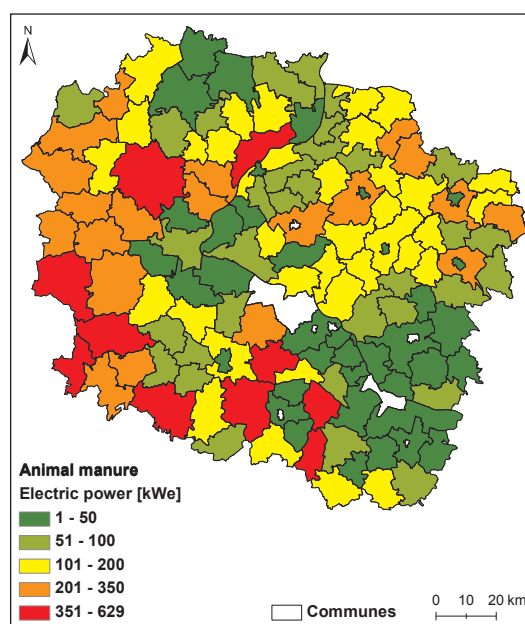 N
Animal manure
Electric power [kWe]
1 - 50
51 - 100
101 - 200
201 - 350
351 - 629
Communes
0 10 20 km